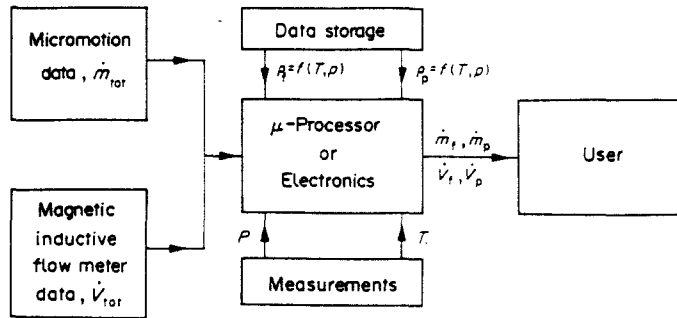 Micromotion
data, ṁtot
Magnetic
inductive
flow meter
data, V̇tot
Data storage
ρf=f(T,p)
ρp=f(T,p)
μ-Processor
or
Electronics
P
T.
Measurements
ṁf, ṁp
V̇f, V̇p
User